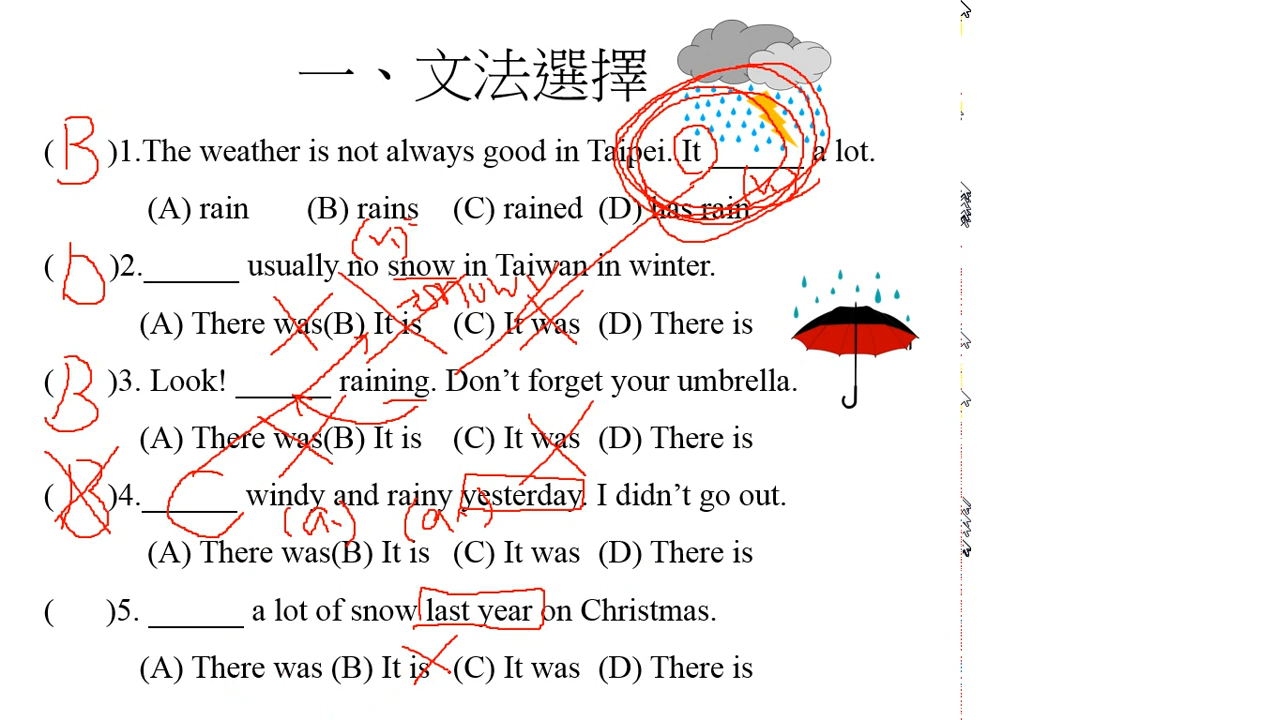 一、文法選擇
( B )1.The weather is not always good in Taipei. It ______ a lot.
(v.)
(A) rain (B) rains (C) rained (D) has rain
(n.)
( D )2.______ usually no snow in Taiwan in winter.
snowy
(A) There was(B) It is (C) It was (D) There is
( B )3. Look! ______ raining. Don’t forget your umbrella.
(A) There was(B) It is (C) It was (D) There is
( B )4.______ C windy and rainy yesterday. I didn’t go out.
(a.) (a.)
(A) There was(B) It is (C) It was (D) There is
( )5. ______ a lot of snow last year on Christmas.
(A) There was (B) It is (C) It was (D) There is